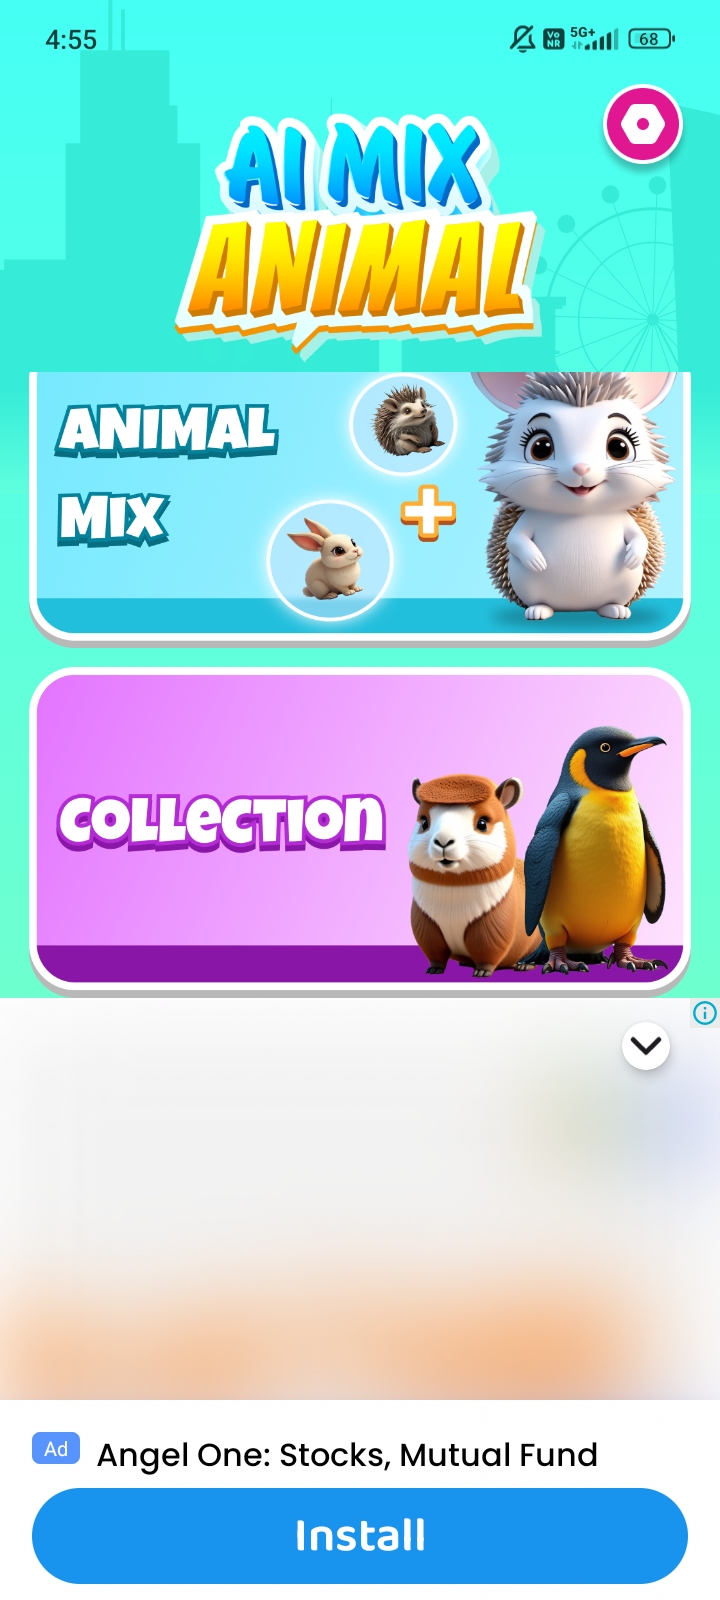 4:55
Vo
NR
5G+
68
AI MIX
ANIMAL
ANIMAL
MIX
COLLECTION
Ad
Angel One: Stocks, Mutual Fund
Install